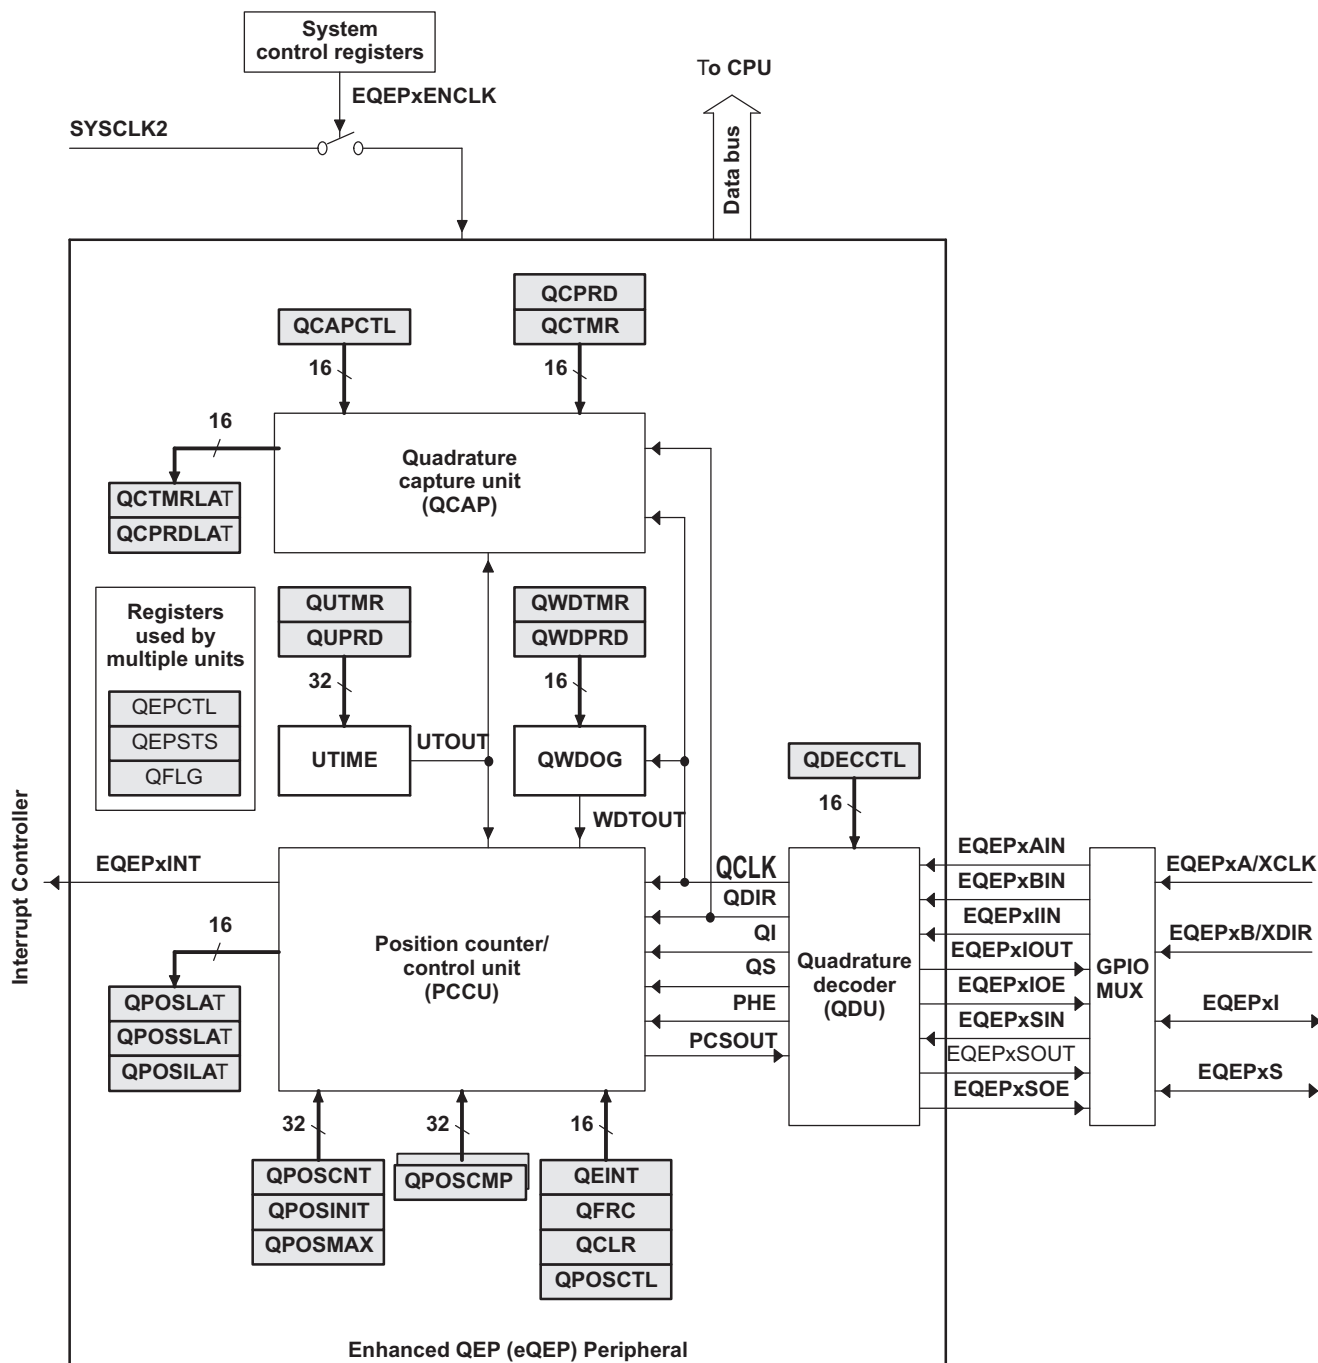 System
control registers
To CPU
EQEPxENCLK
SYSCLK2
Data bus
QCPRD
QCAPCTL
QCTMR
16
16
16
Quadrature
capture unit
(QCAP)
QCTMRLAT
QCPRDLAT
Registers
used by
multiple units
QEPCTL
QEPSTS
QFLG
QUTMR
QUPRD
QWDTMR
QWDPRD
32
16
UTIME
UTOUT
QWDOG
QDECCTL
WDTOUT
16
Interrupt Controller
EQEPxINT
QCLK
QDIR
QI
QS
PHE
PCSOUT
16
Position counter/
control unit
(PCCU)
Quadrature
decoder
(QDU)
EQEPxAIN
EQEPxBIN
EQEPxIIN
EQEPxIOUT
EQEPxIOE
EQEPxSIN
EQEPxSOUT
EQEPxSOE
GPIO
MUX
EQEPxA/XCLK
EQEPxB/XDIR
EQEPxI
EQEPxS
QPOSLAT
QPOSSLAT
QPOSILAT
32
32
16
QPOSCNT
QPOSINIT
QPOSMAX
QPOSCMP
QEINT
QFRC
QCLR
QPOSCTL
Enhanced QEP (eQEP) Peripheral